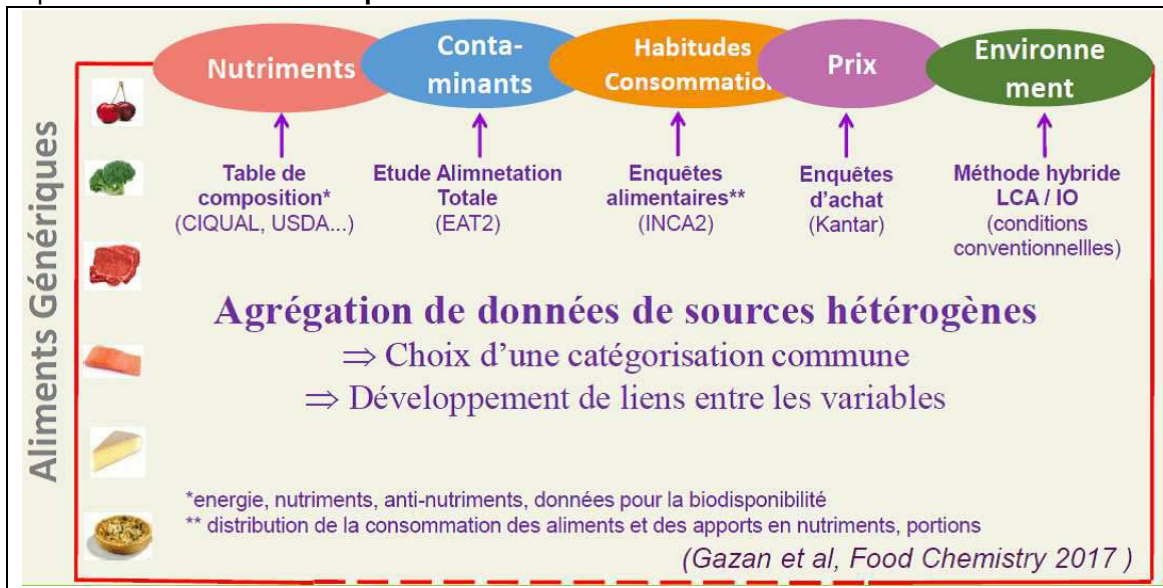 Aliments Génériques
Nutriments
Conta-
minants
Habitudes
Consommation
Prix
Environne
ment
Table de
composition*
(CIQUAL, USDA...)
Etude Alimnetation
Totale
(EAT2)
Enquêtes
alimentaires**
(INCA2)
Enquêtes
d'achat
(Kantar)
Méthode hybride
LCA / IO
(conditions
conventionnellles)
Agrégation de données de sources hétérogènes
⇒ Choix d'une catégorisation commune
⇒ Développement de liens entre les variables
*energie, nutriments, anti-nutriments, données pour la biodisponibilité
** distribution de la consommation des aliments et des apports en nutriments, portions
(Gazan et al, Food Chemistry 2017 )